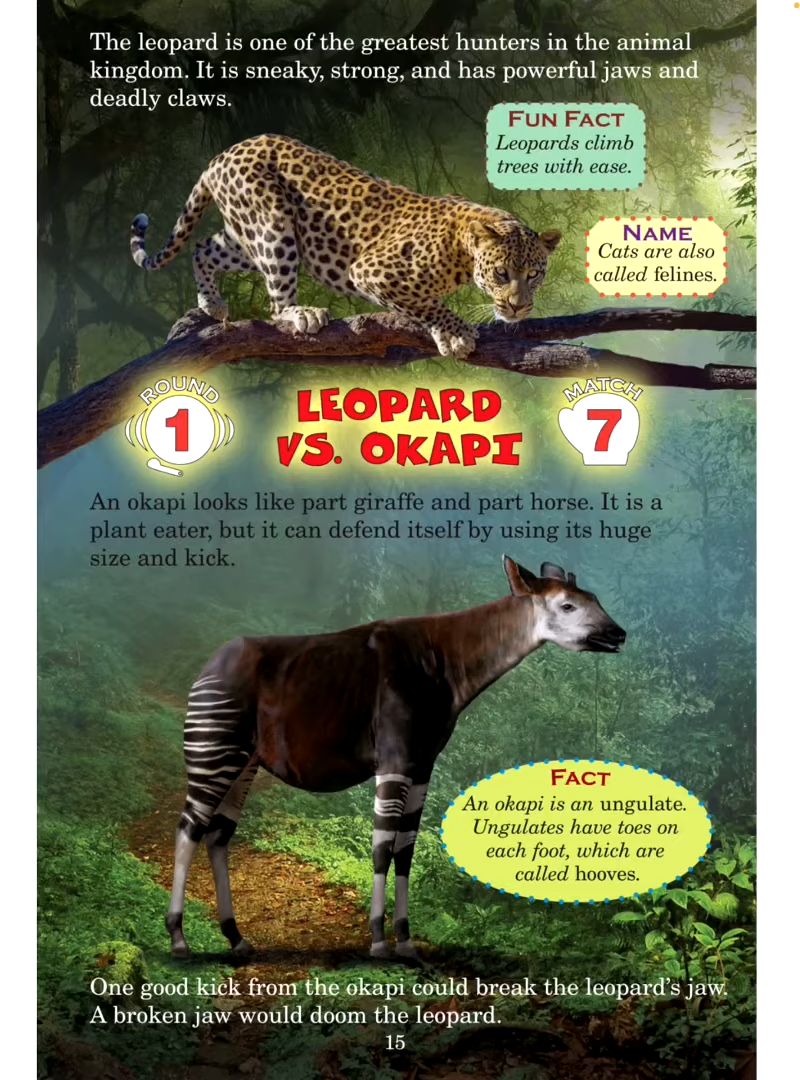 The leopard is one of the greatest hunters in the animal
kingdom. It is sneaky, strong, and has powerful jaws and
deadly claws.
FUN FACT
Leopards climb
trees with ease.
NAME
Cats are also
called felines.
ROUND
1
LEOPARD
VS. OKAPI
MATCH
7
An okapi looks like part giraffe and part horse. It is a
plant eater, but it can defend itself by using its huge
size and kick.
FACT
An okapi is an ungulate.
Ungulates have toes on
each foot, which are
called hooves.
One good kick from the okapi could break the leopard's jaw.
A broken jaw would doom the leopard.
15